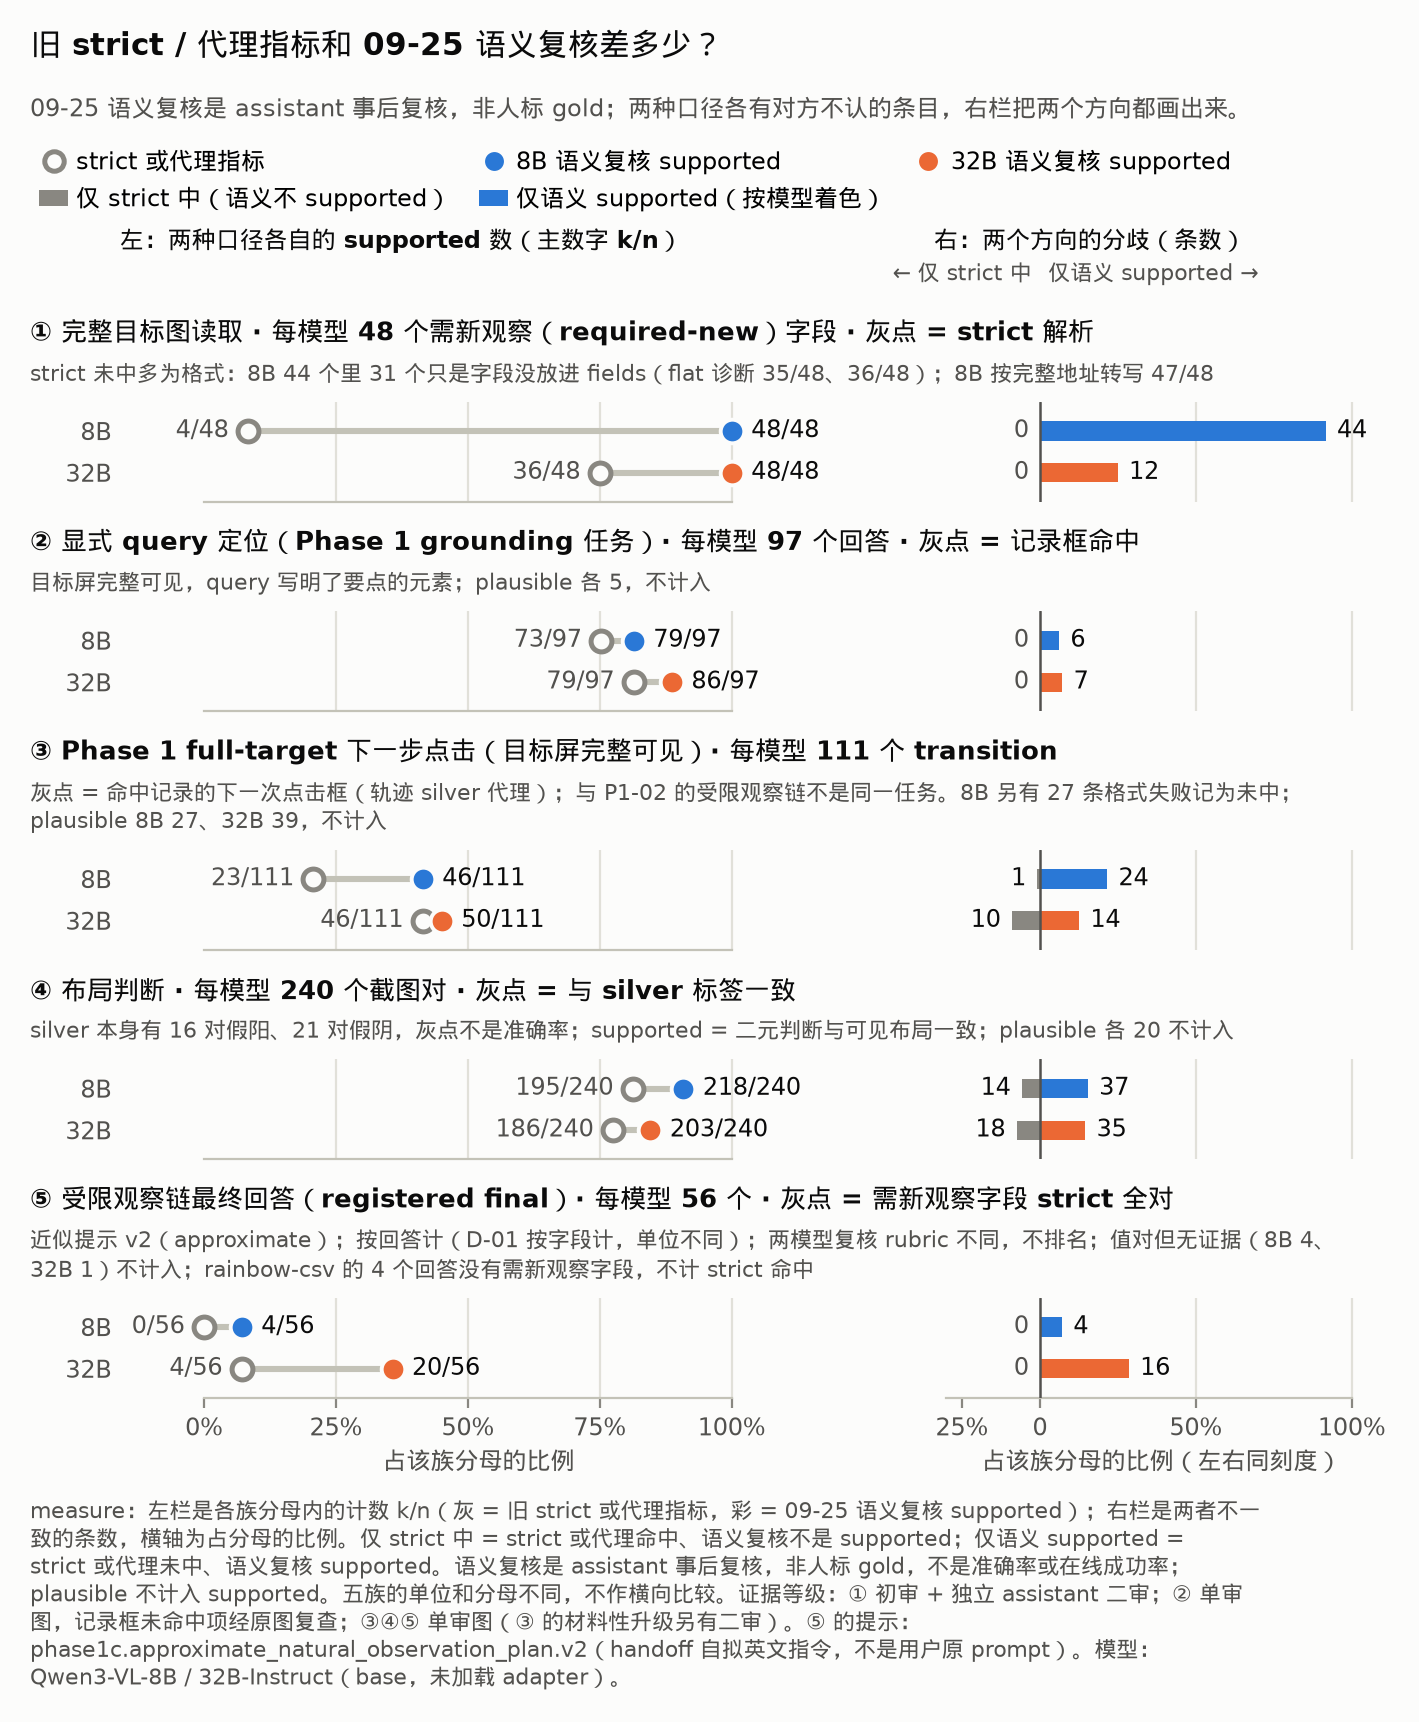 旧 strict / 代理指标和 09-25 语义复核差多少？
09-25 语义复核是 assistant 事后复核，非人标 gold；两种口径各有对方不认的条目，右栏把两个方向都画出来。
strict 或代理指标
8B 语义复核 supported
32B 语义复核 supported
仅 strict 中（语义不 supported）
仅语义 supported（按模型着色）
左：两种口径各自的 supported 数（主数字 k/n）
右：两个方向的分歧（条数）
← 仅 strict 中 仅语义 supported →
① 完整目标图读取 · 每模型 48 个需新观察（required-new）字段 · 灰点 = strict 解析
strict 未中多为格式：8B 44 个里 31 个只是字段没放进 fields（flat 诊断 35/48、36/48）；8B 按完整地址转写 47/48
8B 4/48 48/48 0 44
32B 36/48 48/48 0 12
② 显式 query 定位（Phase 1 grounding 任务）· 每模型 97 个回答 · 灰点 = 记录框命中
目标屏完整可见，query 写明了要点的元素；plausible 各 5，不计入
8B 73/97 79/97 0 6
32B 79/97 86/97 0 7
③ Phase 1 full-target 下一步点击（目标屏完整可见）· 每模型 111 个 transition
灰点 = 命中记录的下一次点击框（轨迹 silver 代理）；与 P1-02 的受限观察链不是同一任务。8B 另有 27 条格式失败记为未中；
plausible 8B 27、32B 39，不计入
8B 23/111 46/111 1 24
32B 46/111 50/111 10 14
④ 布局判断 · 每模型 240 个截图对 · 灰点 = 与 silver 标签一致
silver 本身有 16 对假阳、21 对假阴，灰点不是准确率；supported = 二元判断与可见布局一致；plausible 各 20 不计入
8B 195/240 218/240 14 37
32B 186/240 203/240 18 35
⑤ 受限观察链最终回答（registered final）· 每模型 56 个 · 灰点 = 需新观察字段 strict 全对
近似提示 v2（approximate）；按回答计（D-01 按字段计，单位不同）；两模型复核 rubric 不同，不排名；值对但无证据（8B 4、
32B 1）不计入；rainbow-csv 的 4 个回答没有需新观察字段，不计 strict 命中
8B 0/56 4/56 0 4
32B 4/56 20/56 0 16
0% 25% 50% 75% 100% 25% 0 50% 100%
占该族分母的比例
占该族分母的比例（左右同刻度）
measure：左栏是各族分母内的计数 k/n（灰 = 旧 strict 或代理指标，彩 = 09-25 语义复核 supported）；右栏是两者不一
致的条数，横轴为占分母的比例。仅 strict 中 = strict 或代理命中、语义复核不是 supported；仅语义 supported =
strict 或代理未中、语义复核 supported。语义复核是 assistant 事后复核，非人标 gold，不是准确率或在线成功率；
plausible 不计入 supported。五族的单位和分母不同，不作横向比较。证据等级：① 初审 + 独立 assistant 二审；② 单审
图，记录框未命中项经原图复查；③④⑤ 单审图（③ 的材料性升级另有二审）。⑤ 的提示：
phase1c.approximate_natural_observation_plan.v2（handoff 自拟英文指令，不是用户原 prompt）。模型：
Qwen3-VL-8B / 32B-Instruct（base，未加载 adapter）。